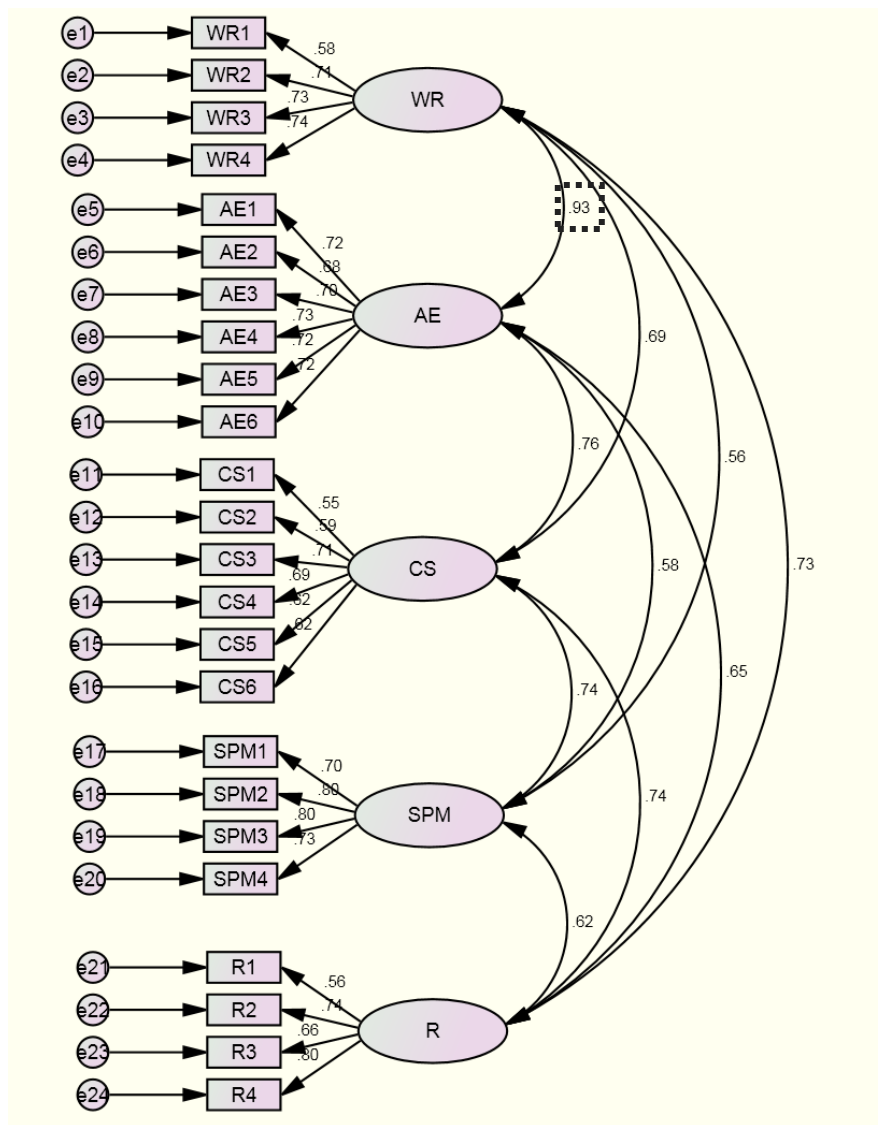 e1 WR1 .58
e2 WR2 .71
WR
e3 WR3 .73
e4 WR4 .74
e5 AE1 .72
.93
e6 AE2 .68
e7 AE3 .70
AE
e8 AE4 .73
.69
e9 AE5 .72
e10 AE6 .72
.76
.56
e11 CS1 .55
e12 CS2 .59
e13 CS3 .71
CS
.58
.73
e14 CS4 .69
e15 CS5 .62
e16 CS6 .62
.65
.74
e17 SPM1 .70
e18 SPM2 .80
.74
SPM
e19 SPM3 .80
e20 SPM4 .73
.62
e21 R1 .56
e22 R2 .74
R
e23 R3 .66
e24 R4 .80